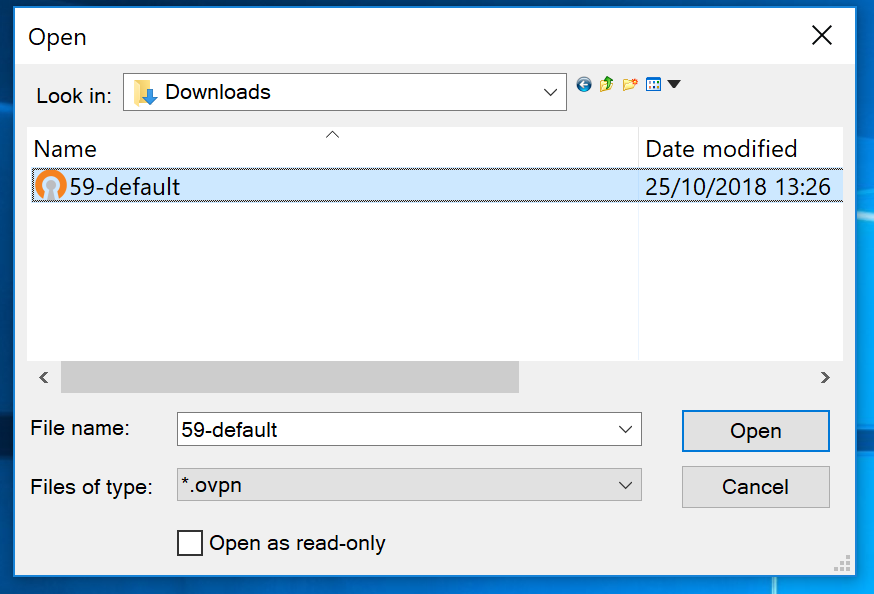 Open
Look in: Downloads
Name Date modified
59-default 25/10/2018 13:26
File name: 59-default Open
Files of type: *.ovpn Cancel
Open as read-only